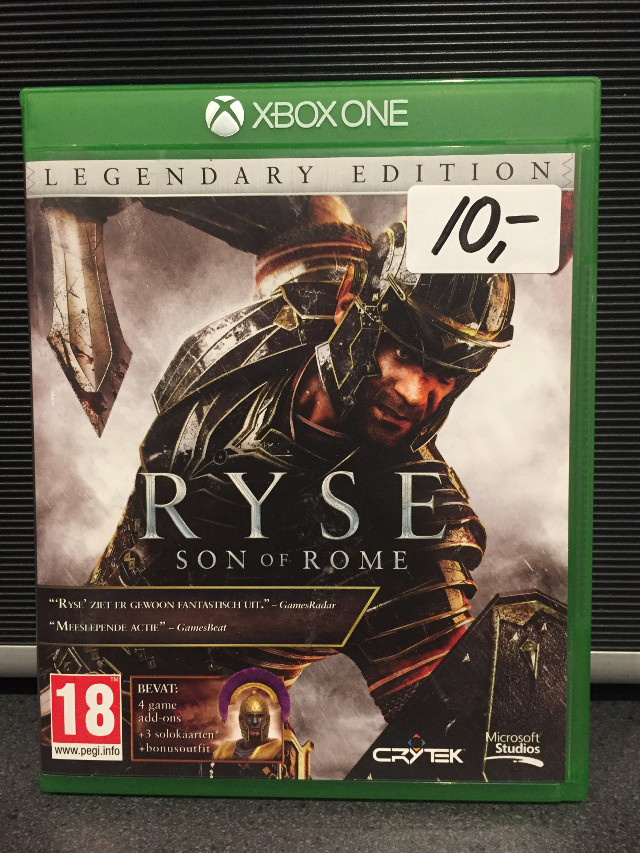 XBOX ONE
LEGENDARY EDITION
10,-
RYSE
SON OF ROME
"'RYSE' ZIET ER GEWOON FANTASTISCH UIT." – GamesRadar
"MEESLEPENDE ACTIE" – GamesBeat
18
TM
www.pegi.info
BEVAT:
4 game
add-ons
+3 solokaarten
+bonusoutfit
CRYTEK
Microsoft
Studios